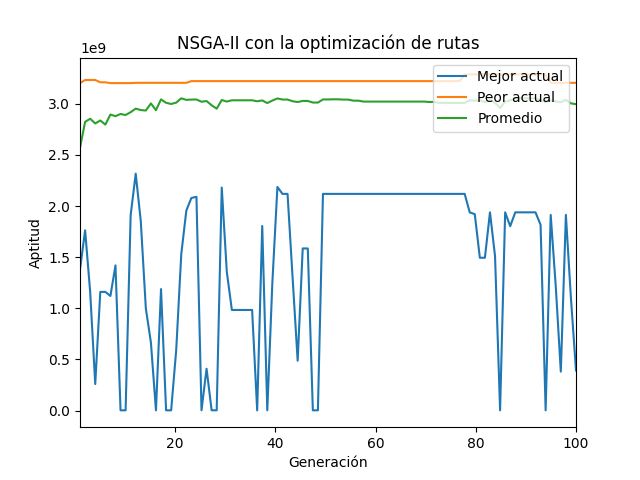 NSGA-II con la optimización de rutas
1e9
Mejor actual
Peor actual
Promedio
3.0
2.5
2.0
1.5
1.0
0.5
0.0
Aptitud
20
40
60
80
100
Generación